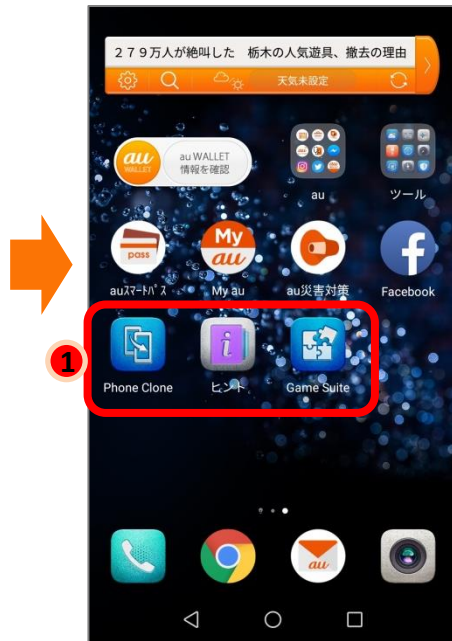 ２７９万人が絶叫した 栃木の人気遊具、撤去の理由
天気未設定
au
WALLET
au WALLET
情報を確認
au
ツール
pass
My
au
auｽﾏｰﾄﾊﾟｽ
My au
au災害対策
Facebook
1
Phone Clone
ヒント
Game Suite
au